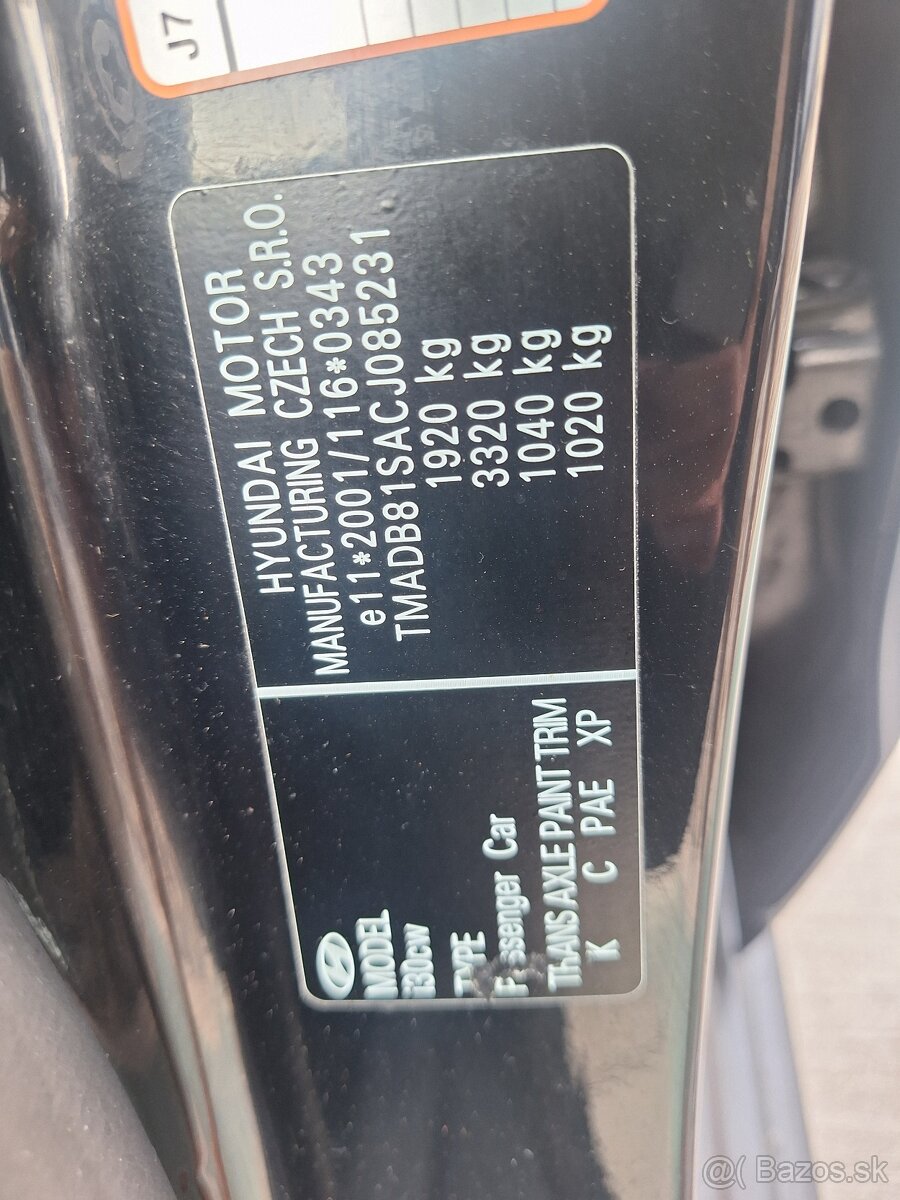 J7
HYUNDAI MOTOR
MANUFACTURING CZECH S.R.O.
e11*2001/116*0343
TMADB81SACJ085231
1920 kg
3320 kg
1040 kg
1020 kg
MODEL
i30cw
TYPE
Car
TRANS AXLE PAINT TRIM
K C PAE XP
@( Bazos.sk